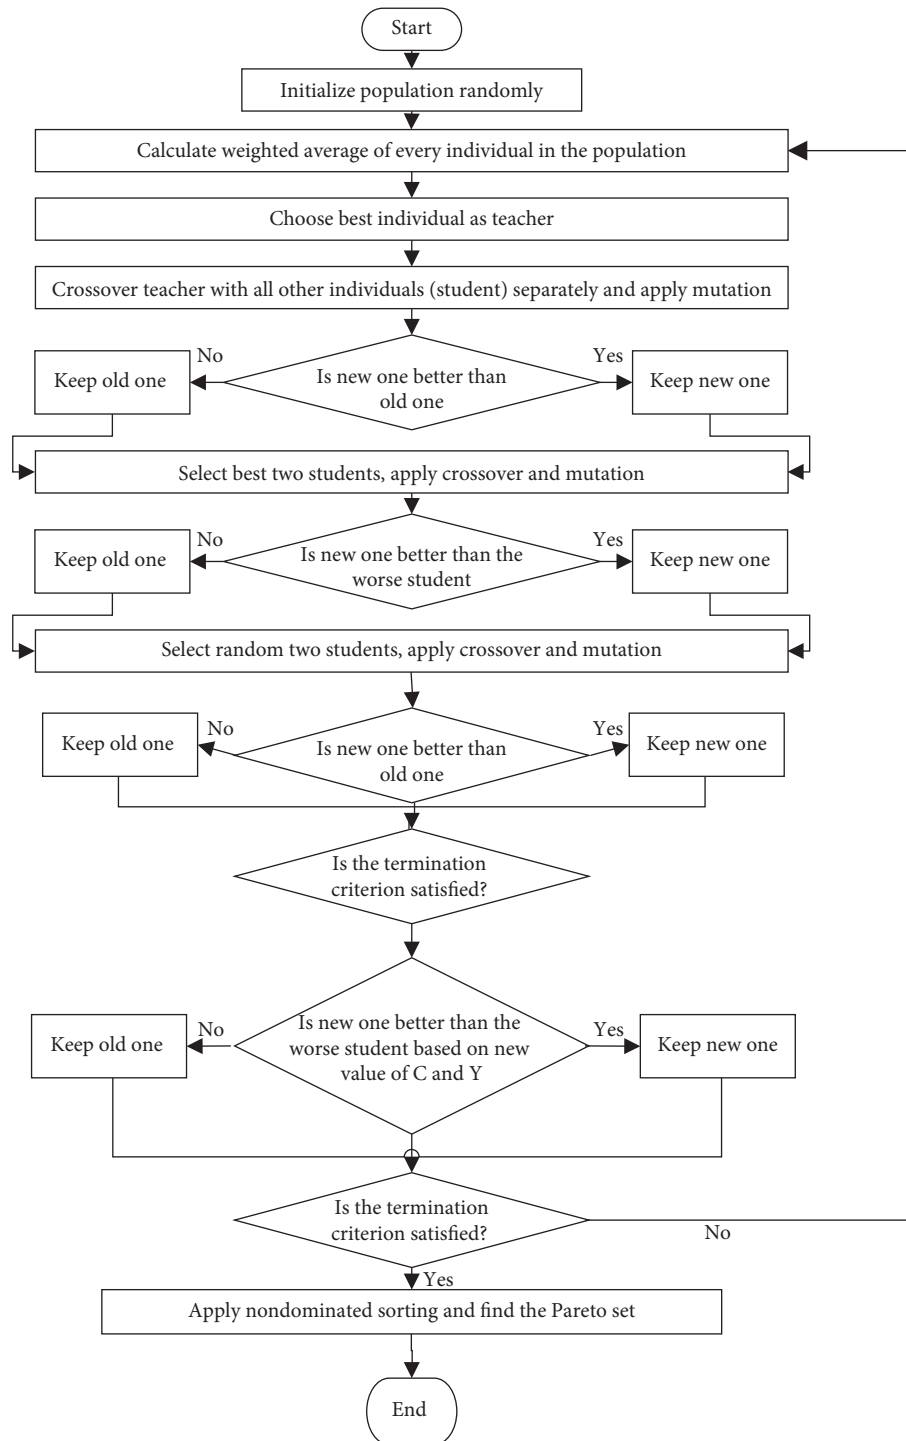 Start
Initialize population randomly
Calculate weighted average of every individual in the population
Choose best individual as teacher
Crossover teacher with all other individuals (student) separately and apply mutation
No
Yes
Keep old one
Is new one better than
old one
Keep new one
Select best two students, apply crossover and mutation
No
Yes
Keep old one
Is new one better than the
worse student
Keep new one
Select random two students, apply crossover and mutation
No
Yes
Keep old one
Is new one better than
old one
Keep new one
Is the termination
criterion satisfied?
No
Yes
Keep old one
Is new one better than the
worse student based on new
value of C and Y
Keep new one
Is the termination
criterion satisfied?
No
Yes
Apply nondominated sorting and find the Pareto set
End